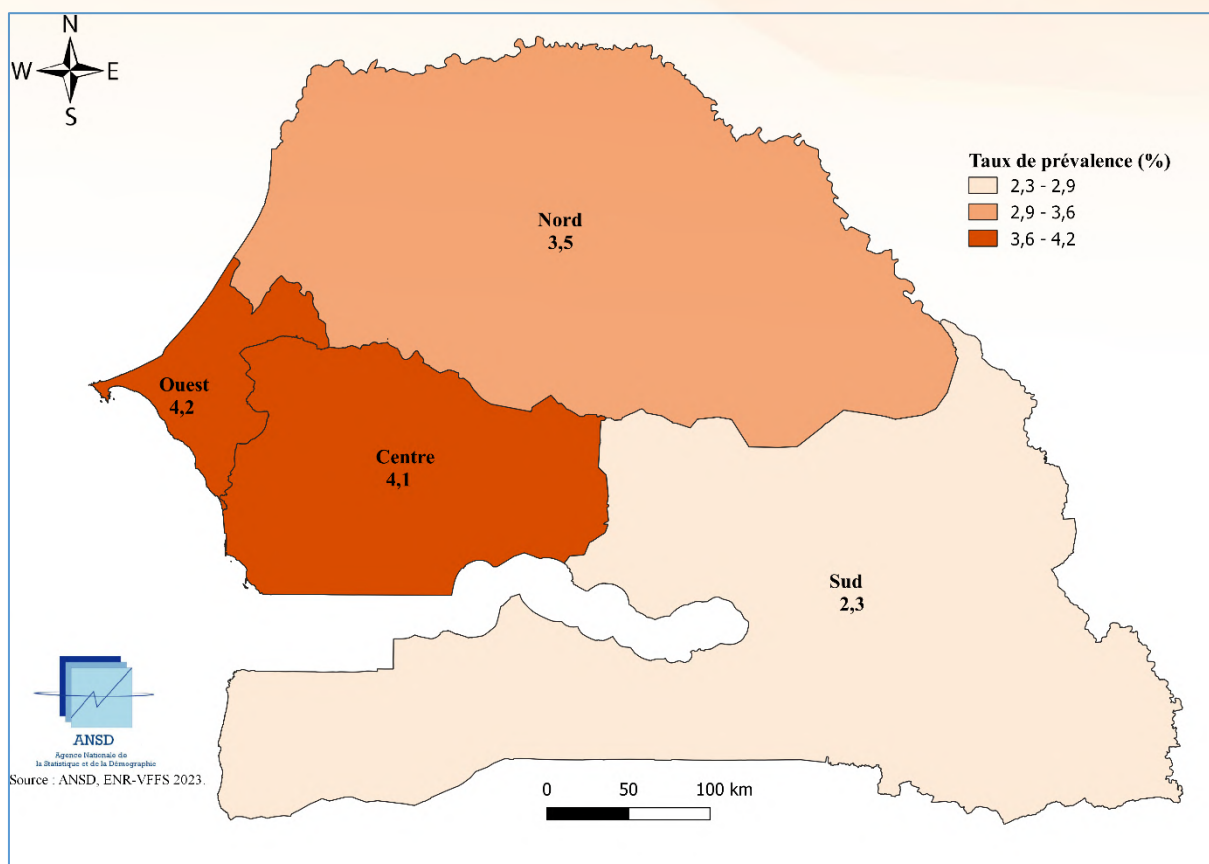 N
W E
S
Taux de prévalence (%)
2,3 - 2,9
2,9 - 3,6
3,6 - 4,2
Nord
3,5
Ouest
4,2
Centre
4,1
Sud
2,3
ANSD
Agence Nationale de
la Statistique et de la Démographie
Source : ANSD, ENR-VFFS 2023.
0 50 100 km